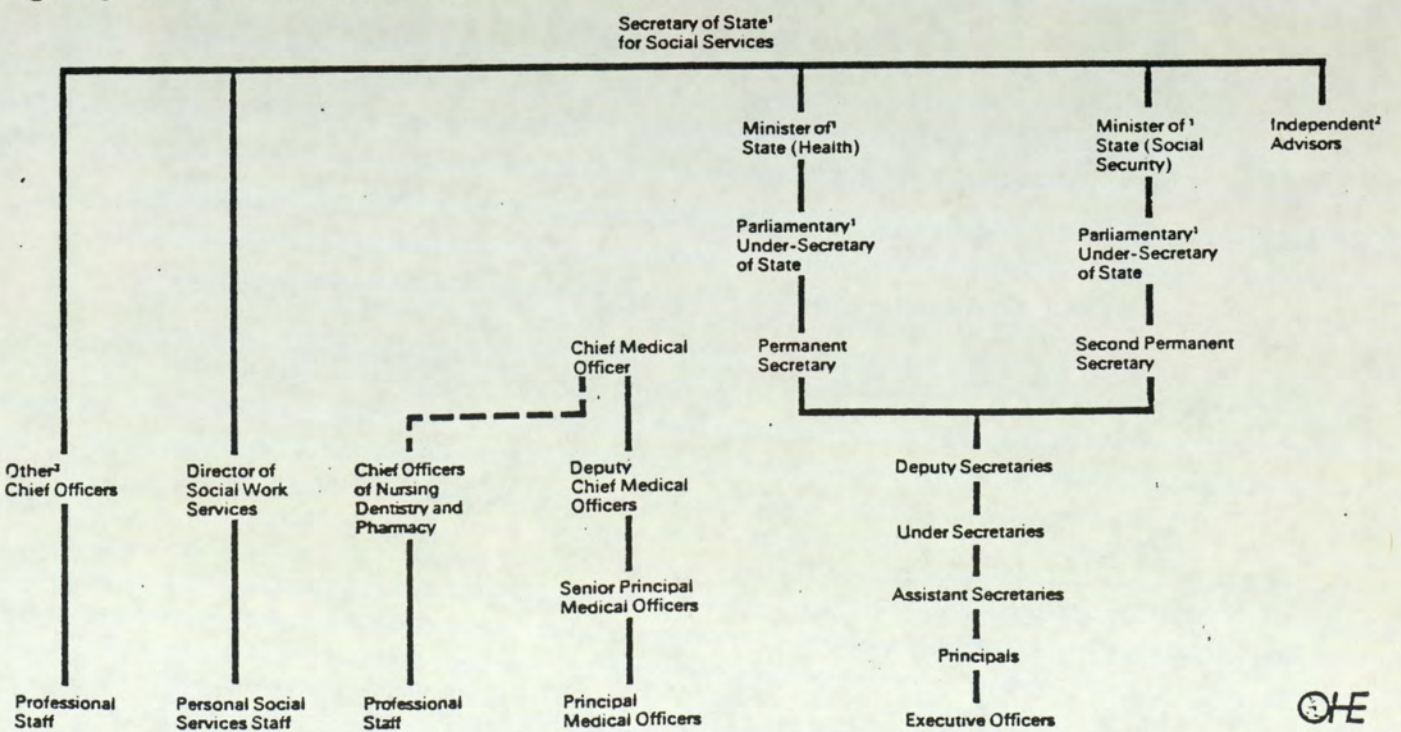 Secretary of State¹
for Social Services
Minister of¹
State (Health)
Minister of ¹
State (Social
Security)
Independent²
Advisors
Parliamentary¹
Under-Secretary
of State
Parliamentary¹
Under-Secretary
of State
Chief Medical
Officer
Permanent
Secretary
Second Permanent
Secretary
Other³
Chief Officers
Director of
Social Work
Services
Chief Officers
of Nursing
Dentistry and
Pharmacy
Deputy
Chief Medical
Officers
Deputy Secretaries
Under Secretaries
Senior Principal
Medical Officers
Assistant Secretaries
Principals
Professional
Staff
Personal Social
Services Staff
Professional
Staff
Principal
Medical Officers
Executive Officers
OHE